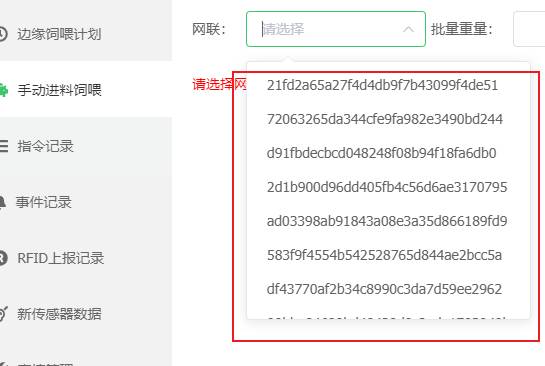 边缘饲喂计划
手动进料饲喂
指令记录
事件记录
RFID上报记录
新传感器数据
网联：
请选择
批量重量：
请选择网
21fd2a65a27f4d4db9f7b43099f4de51
72063265da344cfe9fa982e3490bd244
d91fbdecbcd048248f08b94f18fa6db0
2d1b900d96dd405fb4c56d6ae3170795
ad03398ab91843a08e3a35d866189fd9
583f9f4554b542528765d844ae2bcc5a
df43770af2b34c8990c3da7d59ee2962